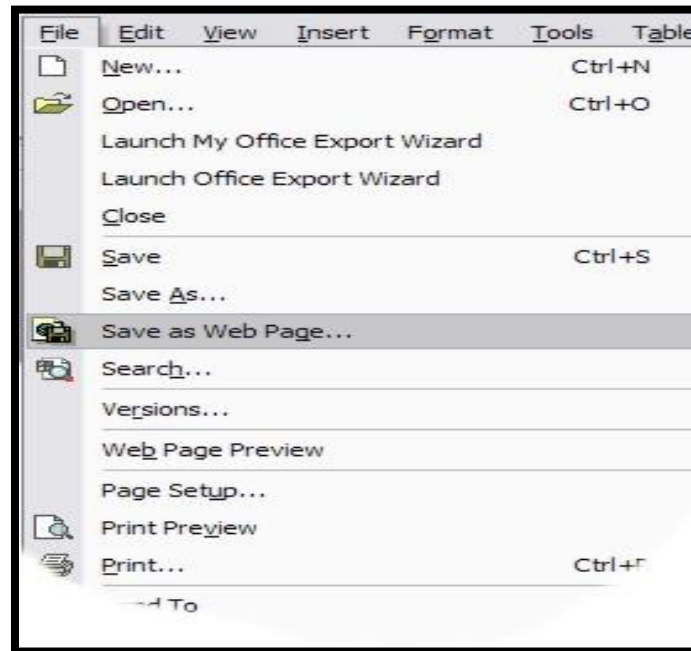 File Edit View Insert Format Tools Table
New... Ctrl+N
Open... Ctrl+O
Launch My Office Export Wizard
Launch Office Export Wizard
Close
Save Ctrl+S
Save As...
Save as Web Page...
Search...
Versions...
Web Page Preview
Page Setup...
Print Preview
Print...
To